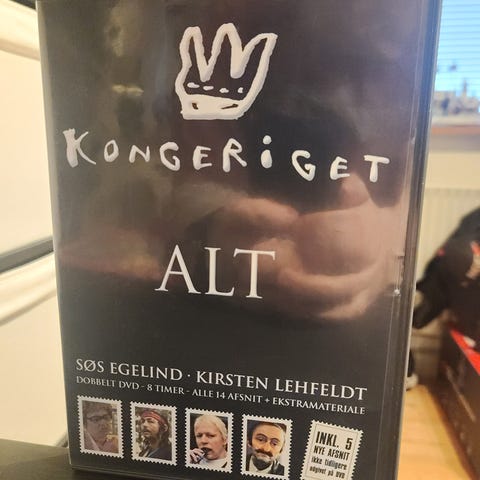 KONGERiGET
ALT
SØS EGELIND · KIRSTEN LEHFELDT
DOBBELT DVD - 8 TIMER - ALLE 14 AFSNIT + EKSTRAMATERIALE
INKL. 5
NYE AFSNIT
ikke tidligere
udgivet på DVD